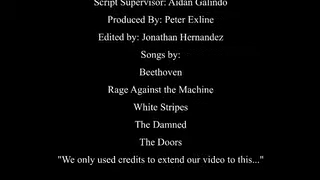 Script Supervisor: Aidan Galindo
Produced By: Peter Exline
Edited by: Jonathan Hernandez
Songs by:
Beethoven
Rage Against the Machine
White Stripes
The Damned
The Doors
"We only used credits to extend our video to this..."